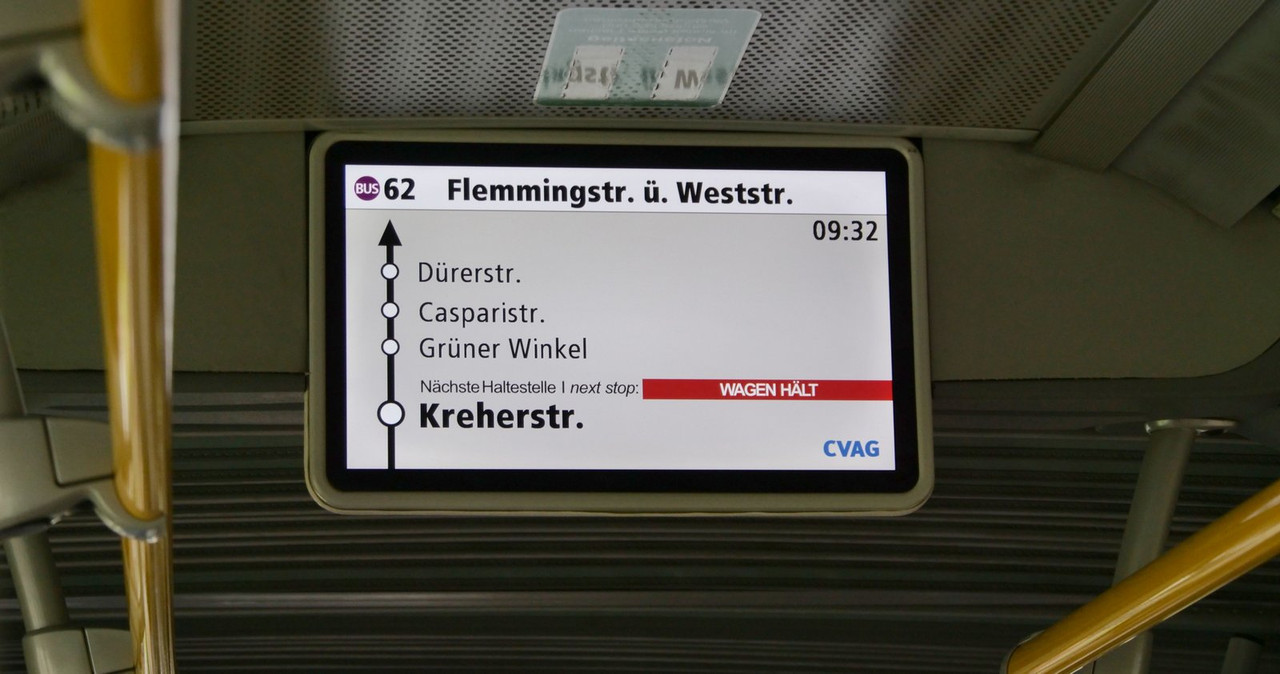 BUS 62 Flemmingstr. ü. Weststr.
09:32
Dürerstr.
Casparistr.
Grüner Winkel
Nächste Haltestelle I next stop: WAGEN HÄLT
Kreherstr.
CVAG